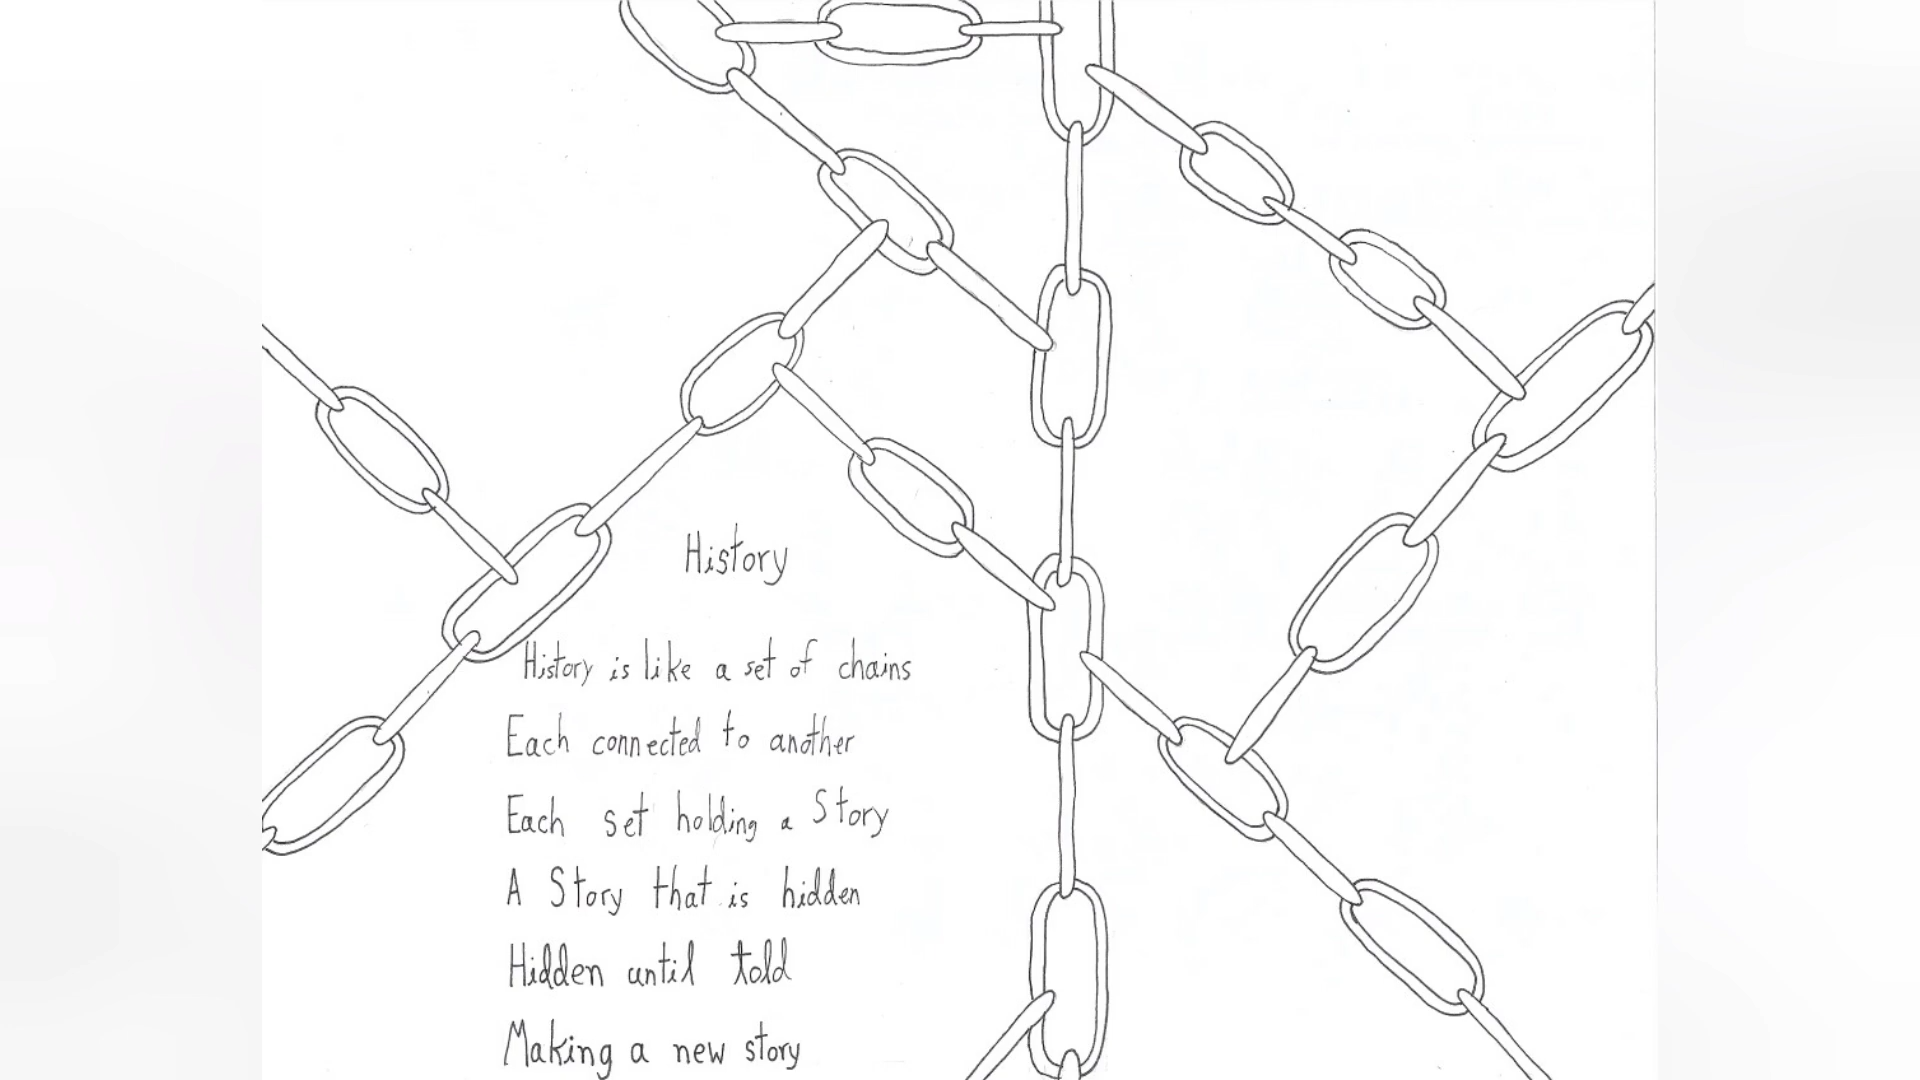 History
History is like a set of chains
Each connected to another
Each set holding a Story
A Story that is hidden
Hidden until told
Making a new story